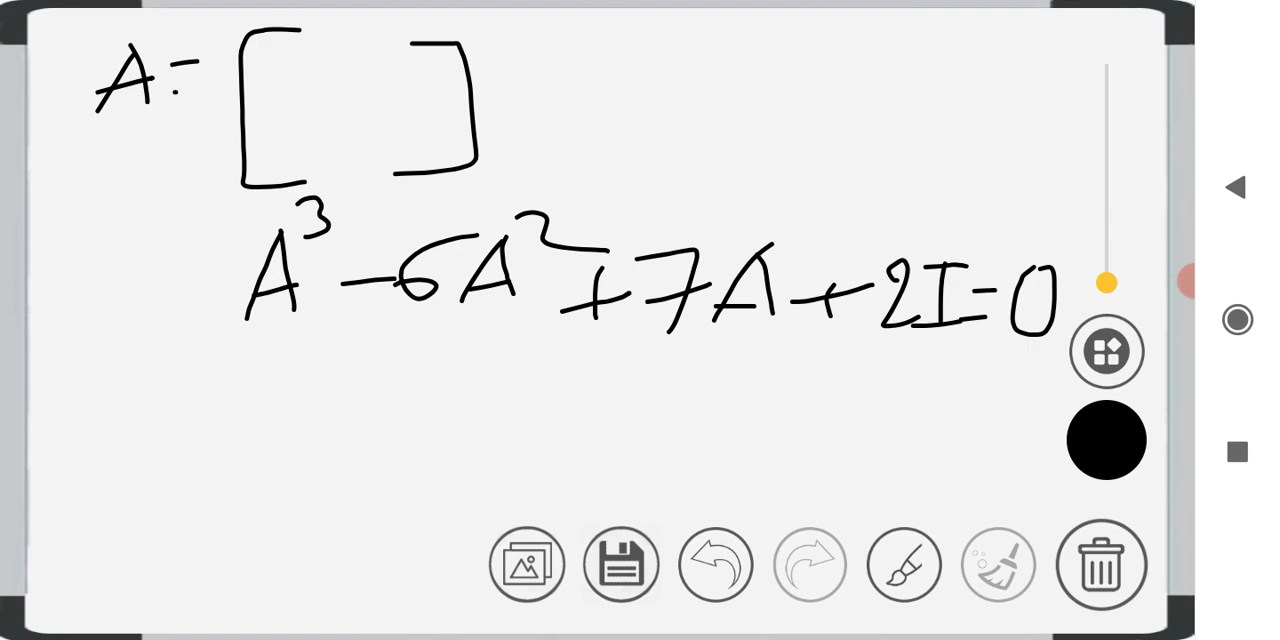 A = [ ]
A³ - 6A² + 7A + 2I = 0